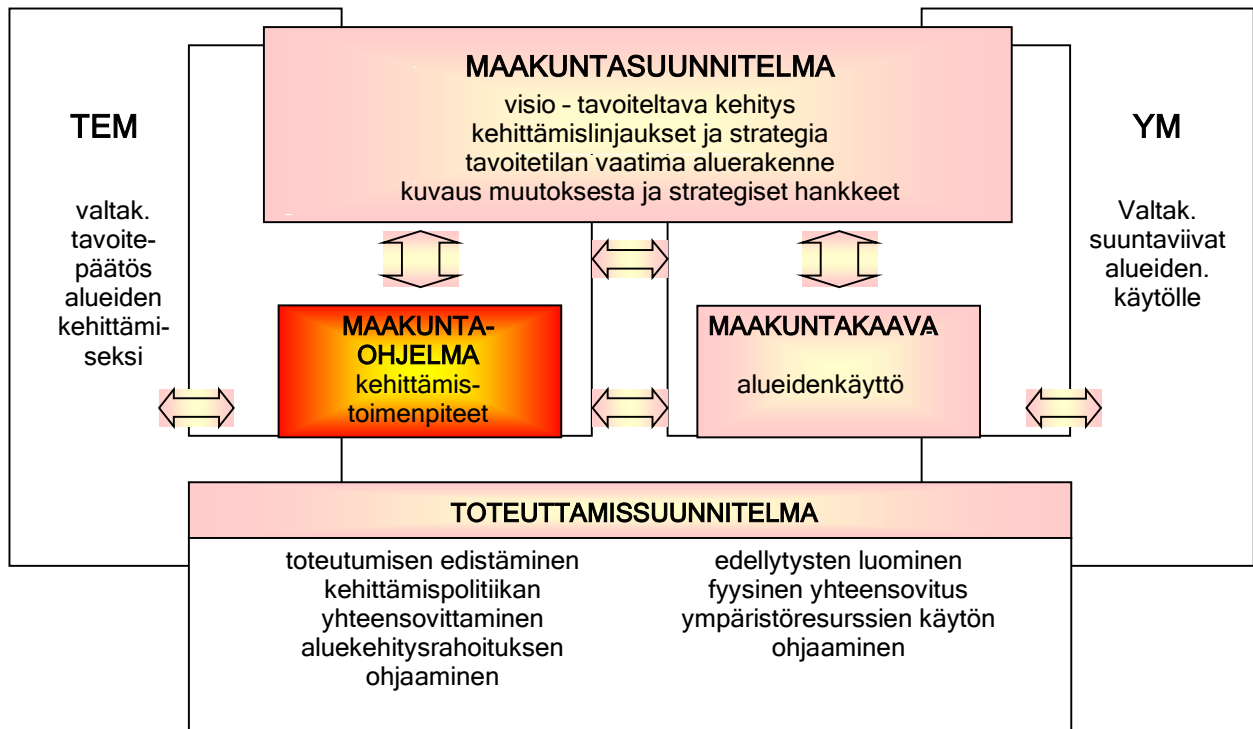 MAAKUNTASUUNNITELMA
visio - tavoiteltava kehitys
kehittämislinjaukset ja strategia
tavoitetilan vaatima aluerakenne
kuvaus muutoksesta ja strategiset hankkeet
TEM
valtak.
tavoite-
päätös
alueiden
kehittämi-
seksi
YM
Valtak.
suuntaviivat
alueiden.
käytölle
MAAKUNTA-
OHJELMA
kehittämis-
toimenpiteet
MAAKUNTAKAAVA
alueidenkäyttö
TOTEUTTAMISSUUNNITELMA
toteutumisen edistäminen
kehittämispolitiikan
yhteensovittaminen
aluekehitysrahoituksen
ohjaaminen
edellytysten luominen
fyysinen yhteensovitus
ympäristöresurssien käytön
ohjaaminen